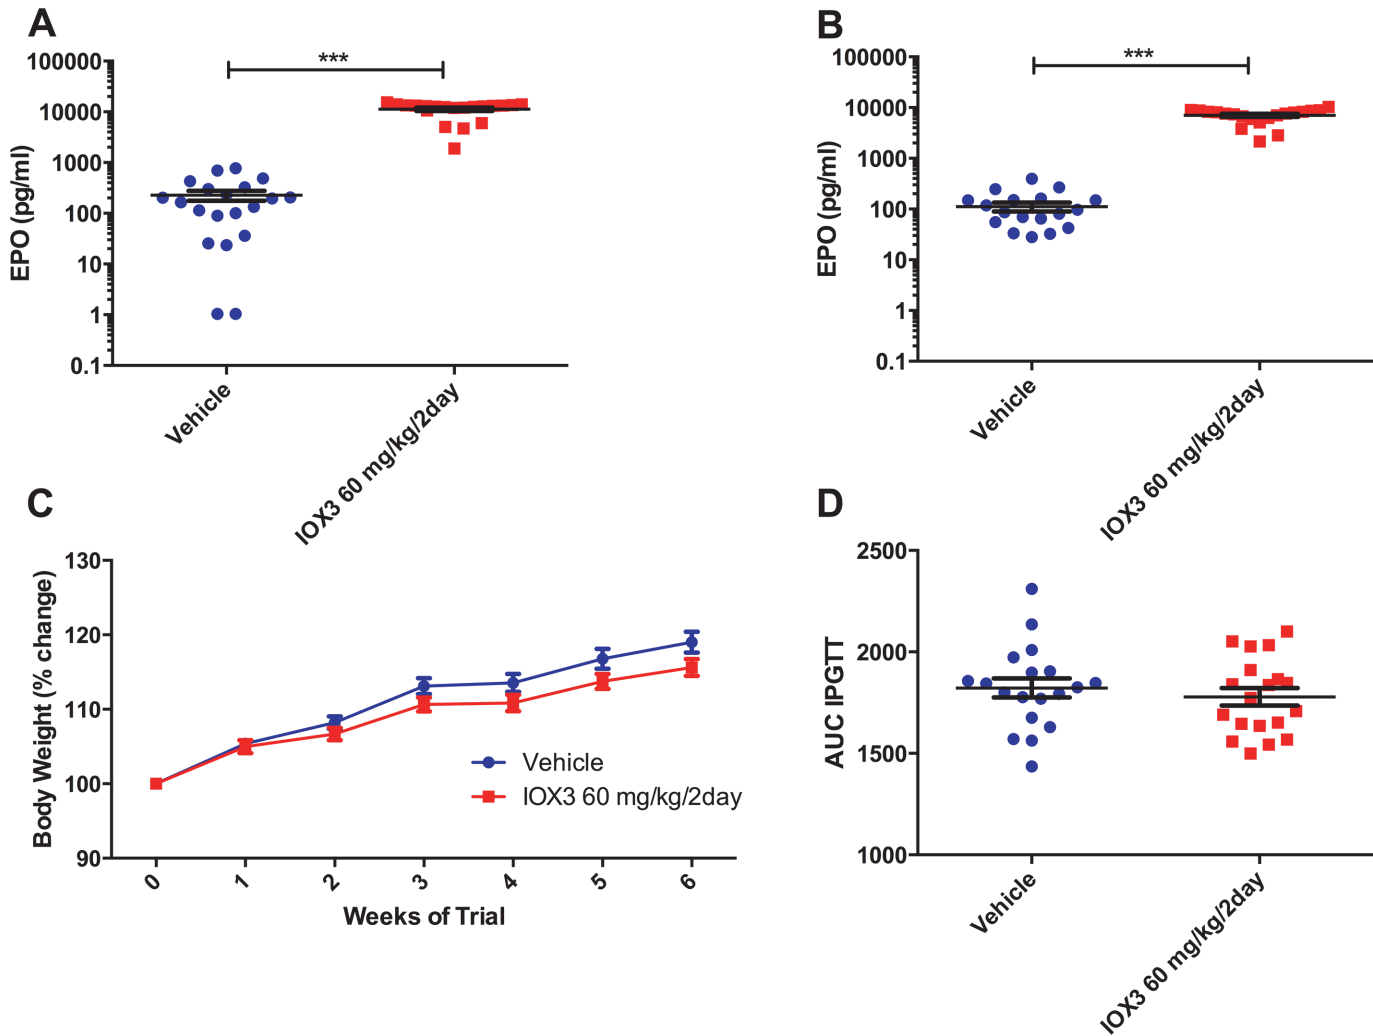 A
***
100000
10000
1000
100
10
1
0.1
EPO (pg/ml)
Vehicle
IOX3 60 mg/kg/2day
B
***
100000
10000
1000
100
10
1
0.1
EPO (pg/ml)
Vehicle
IOX3 60 mg/kg/2day
C
130
120
110
100
90
Body Weight (% change)
Vehicle
IOX3 60 mg/kg/2day
0 1 2 3 4 5 6
Weeks of Trial
D
2500
2000
1500
1000
AUC IPGTT
Vehicle
IOX3 60 mg/kg/2day